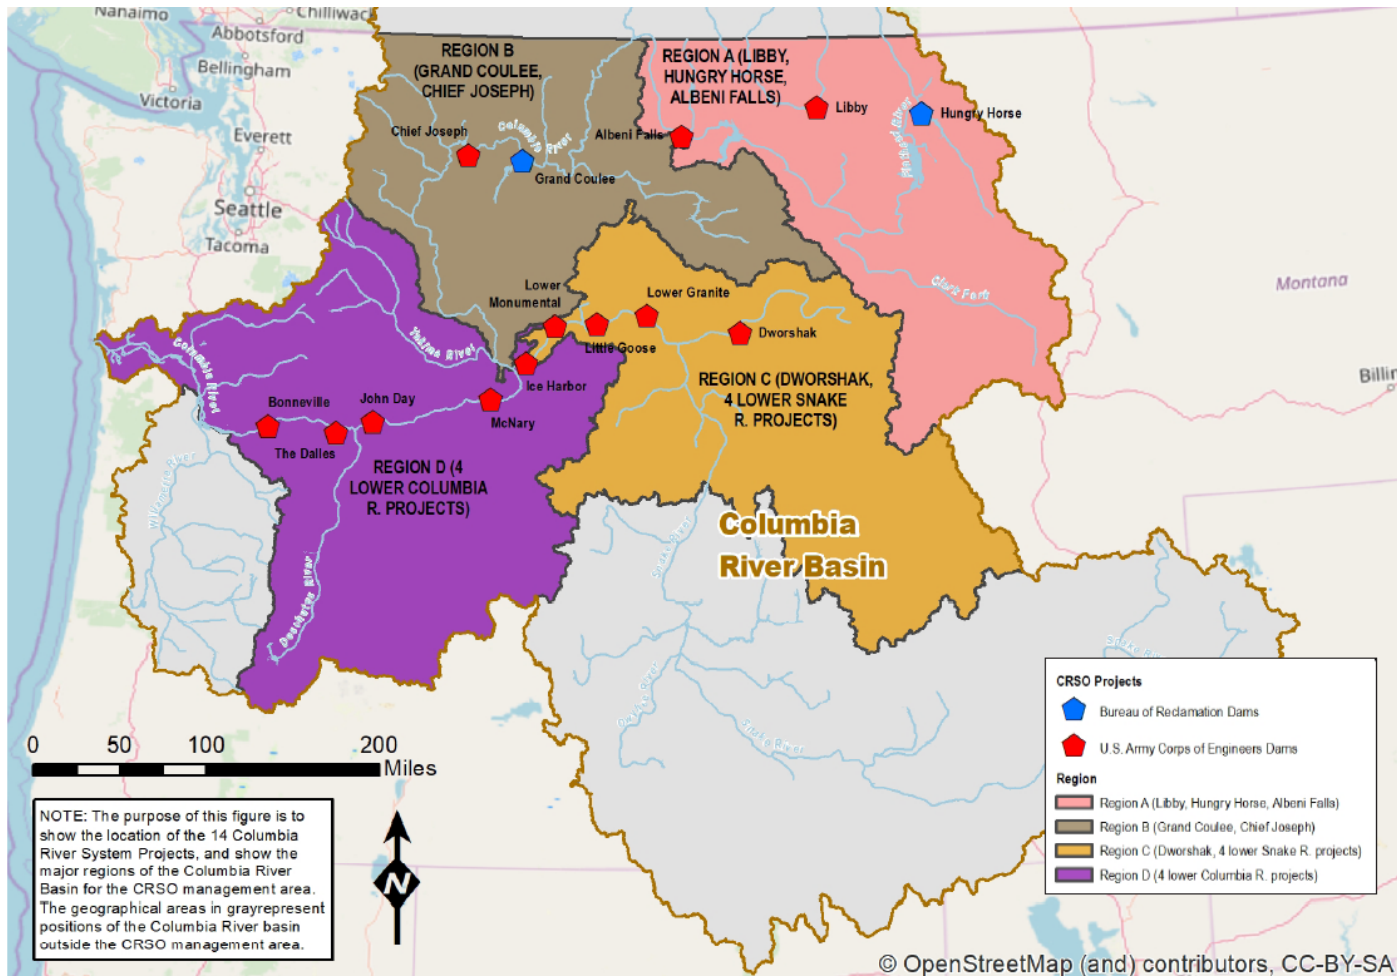 Nanaimo
Chilliwack
Abbotsford
Bellingham
Victoria
Everett
Seattle
Tacoma
REGION B
(GRAND COULEE,
CHIEF JOSEPH)
REGION A (LIBBY,
HUNGRY HORSE,
ALBENI FALLS)
Libby
Hungry Horse
Flathead River
Chief Joseph
Columbia River
Albeni Falls
Grand Coulee
Clark Fork
Montana
Lower
Monumental
Lower Granite
Dworshak
Little Goose
Yakima River
Ice Harbor
Columbia River
Bonneville
John Day
McNary
The Dalles
REGION C (DWORSHAK,
4 LOWER SNAKE
R. PROJECTS)
Billin
REGION D (4
LOWER COLUMBIA
R. PROJECTS)
Willamette River
Deschutes River
Snake River
Columbia
River Basin
Owyhee River
Snake River
Snake River
0 50 100 200
Miles
NOTE: The purpose of this figure is to
show the location of the 14 Columbia
River System Projects, and show the
major regions of the Columbia River
Basin for the CRSO management area.
The geographical areas in grayrepresent
positions of the Columbia River basin
outside the CRSO management area.
N
CRSO Projects
Bureau of Reclamation Dams
U.S. Army Corps of Engineers Dams
Region
Region A (Libby, Hungry Horse, Albeni Falls)
Region B (Grand Coulee, Chief Joseph)
Region C (Dworshak, 4 lower Snake R. projects)
Region D (4 lower Columbia R. projects)
© OpenStreetMap (and) contributors, CC-BY-SA